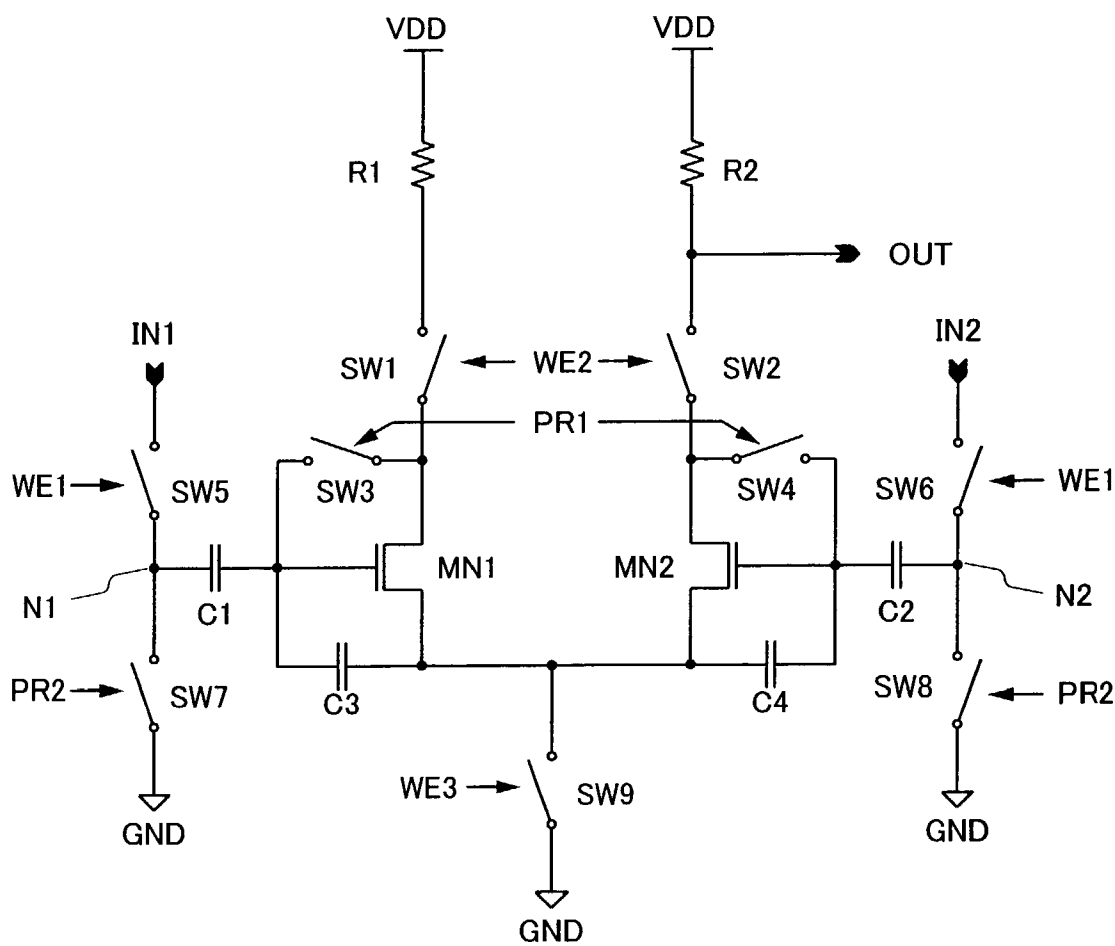 VDD
VDD
R1
R2
OUT
IN1
IN2
SW1
WE2
SW2
PR1
SW3
SW4
WE1
SW5
SW6
WE1
MN1
MN2
N1
C1
C2
N2
PR2
SW7
C3
C4
SW8
PR2
WE3
SW9
GND
GND
GND